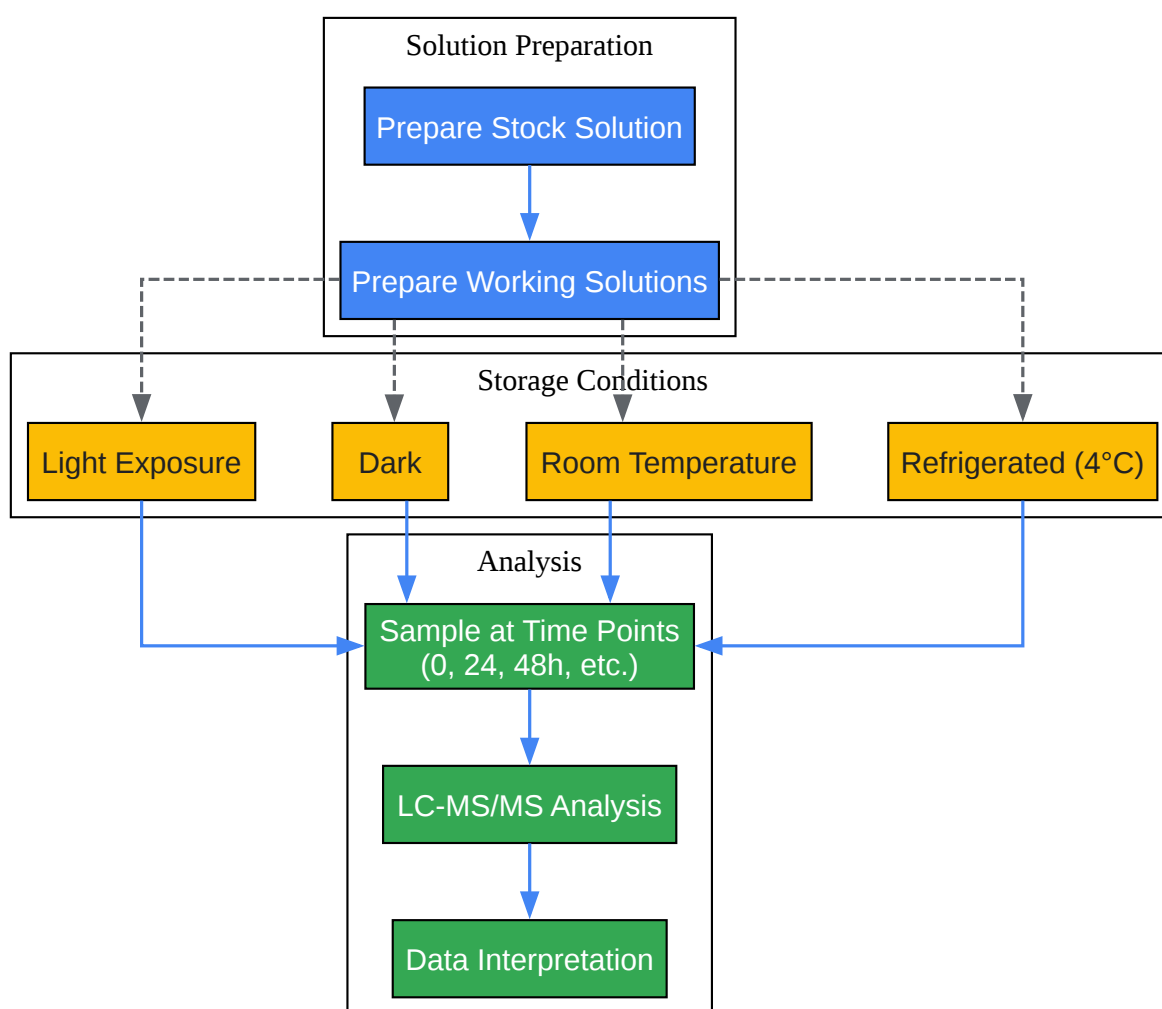 Solution Preparation
Prepare Stock Solution
Prepare Working Solutions
Storage Conditions
Light Exposure
Dark
Room Temperature
Refrigerated (4°C)
Analysis
Sample at Time Points
(0, 24, 48h, etc.)
LC-MS/MS Analysis
Data Interpretation